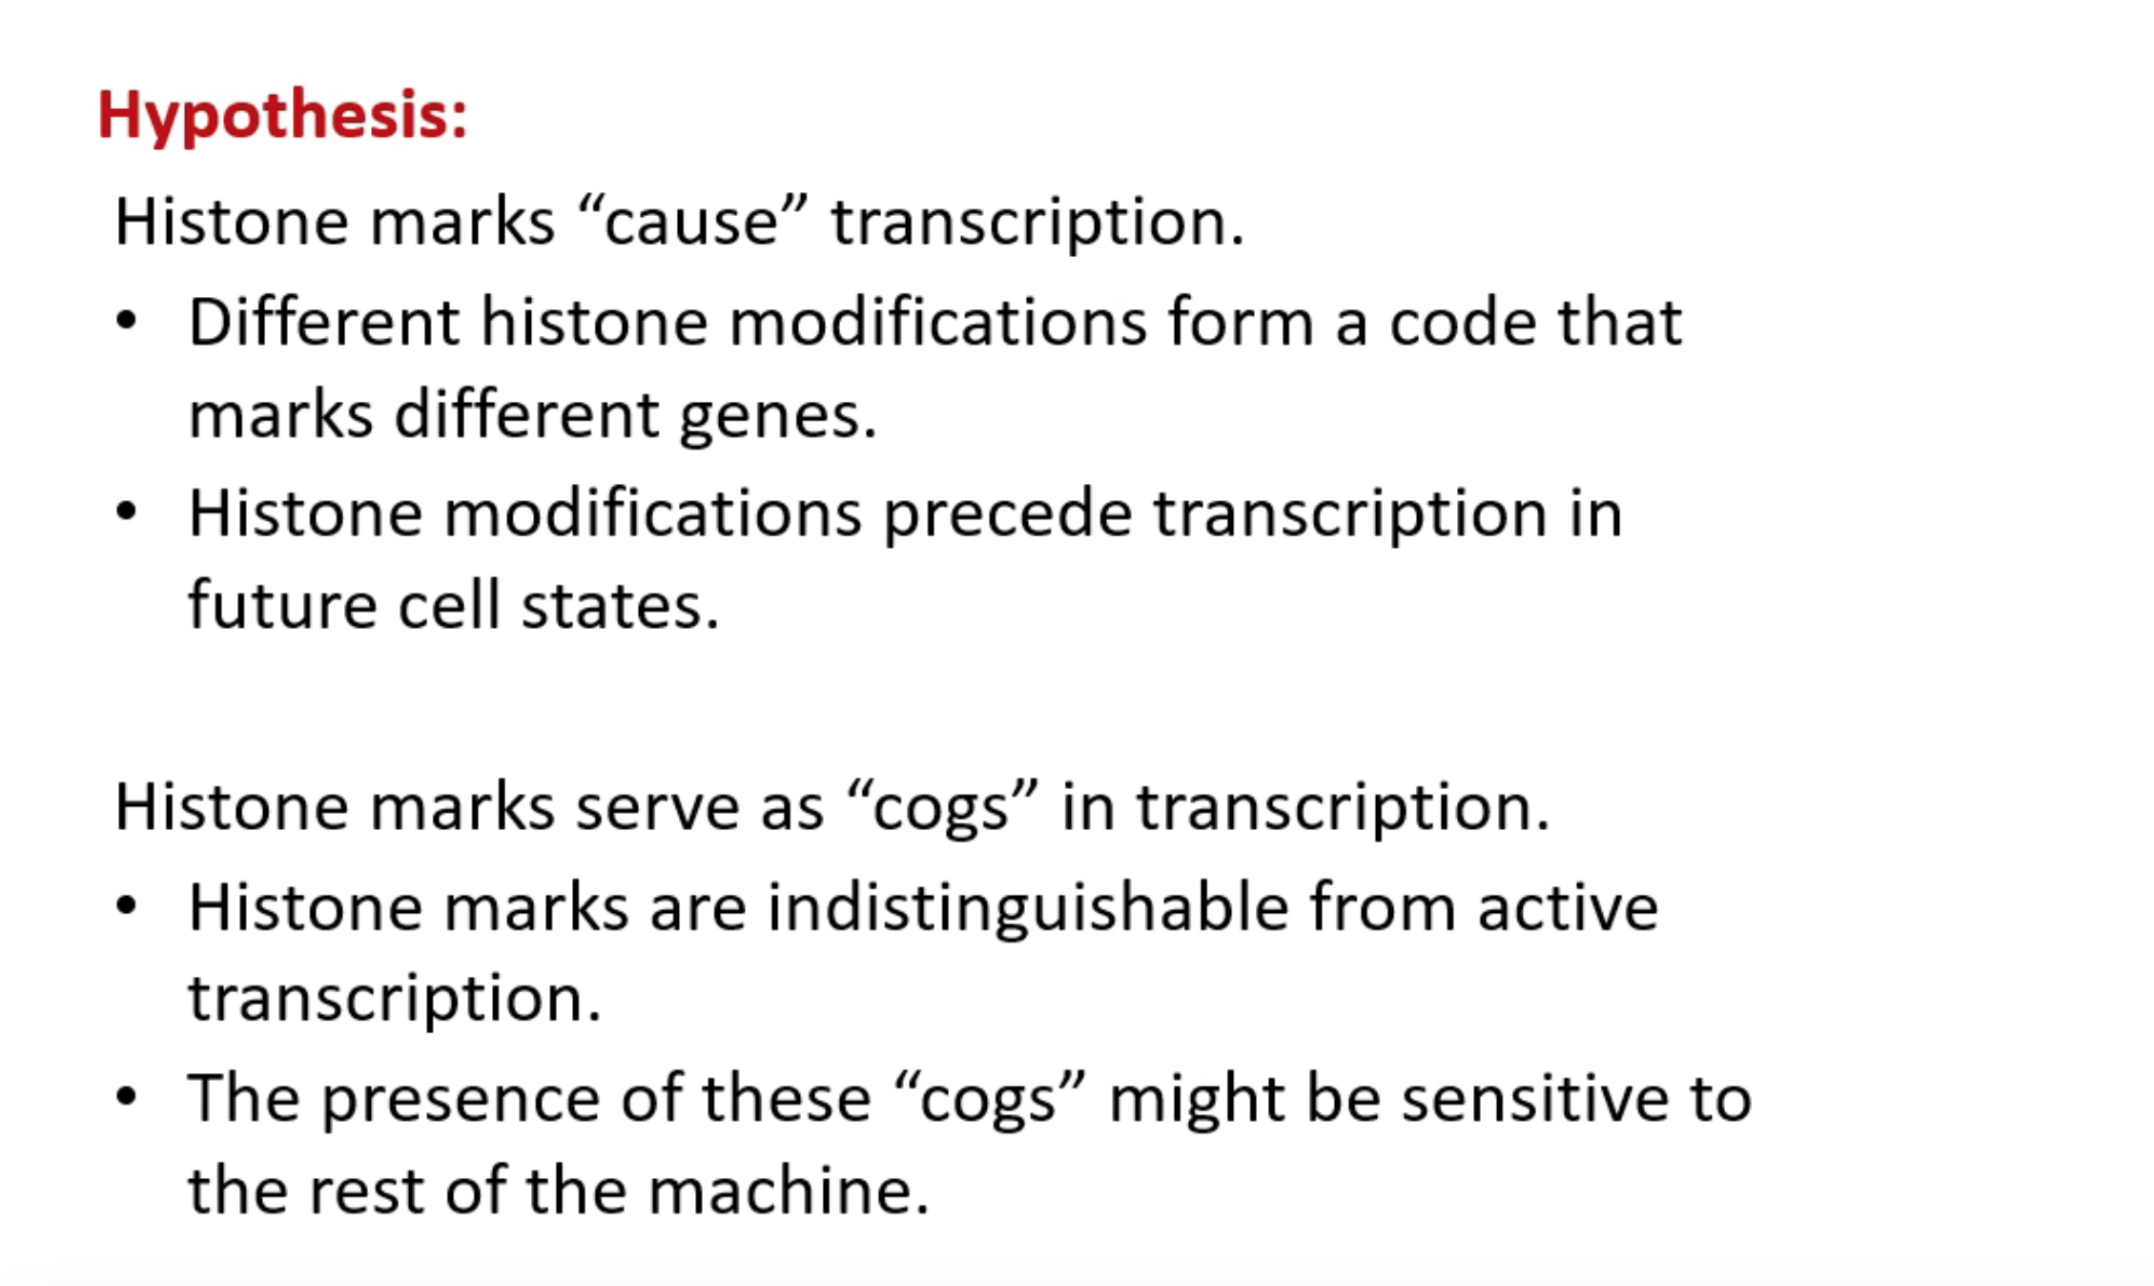 Hypothesis:
Histone marks “cause” transcription.
• Different histone modifications form a code that
marks different genes.
• Histone modifications precede transcription in
future cell states.
Histone marks serve as “cogs” in transcription.
• Histone marks are indistinguishable from active
transcription.
• The presence of these “cogs” might be sensitive to
the rest of the machine.